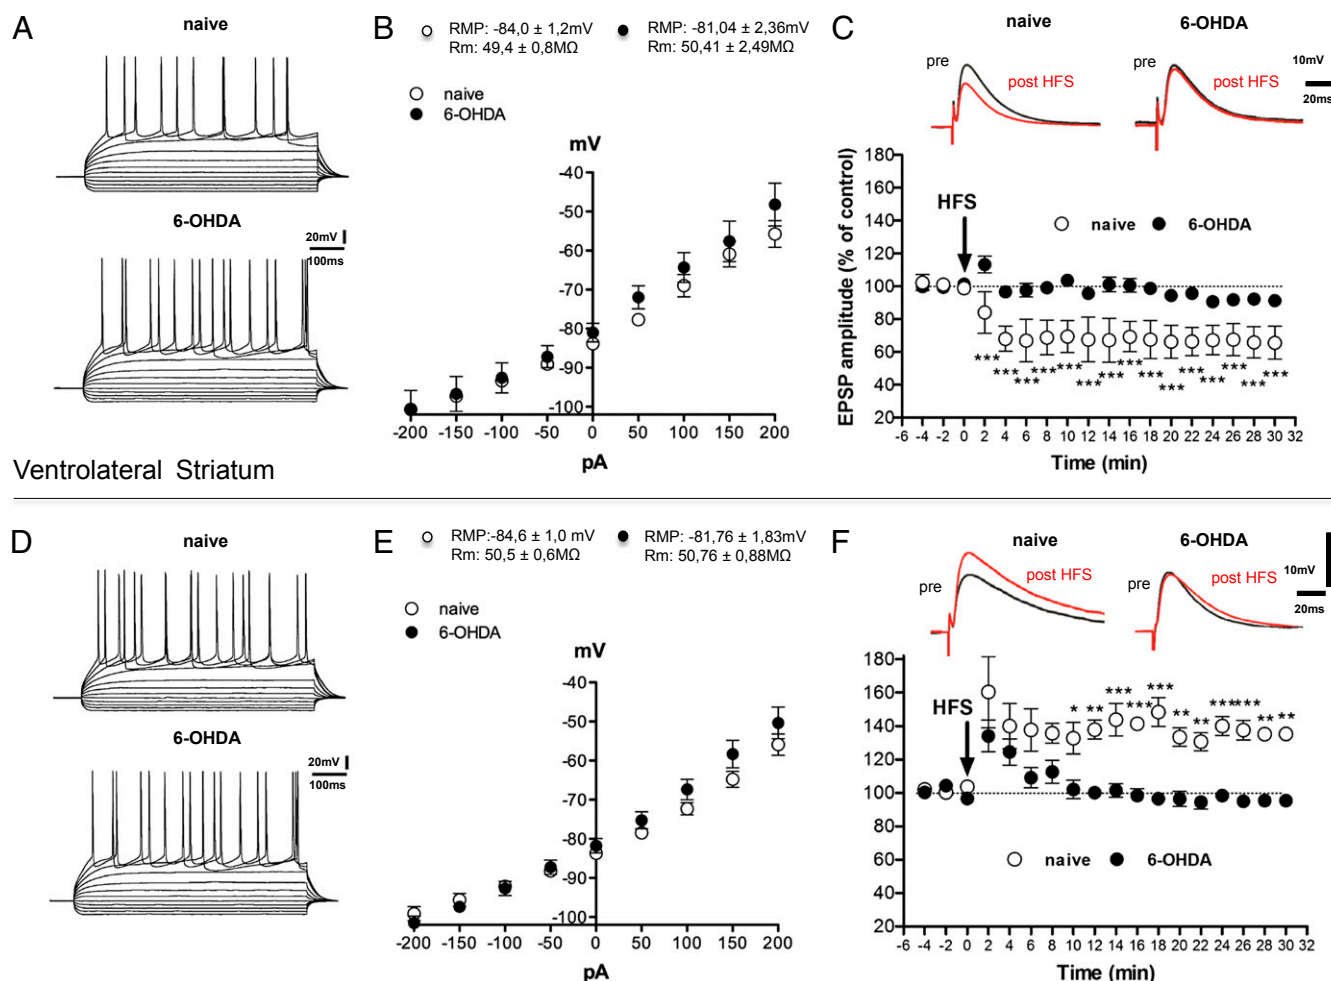 A
naive
6-OHDA
20mV
100ms
B
RMP: -84,0 ± 1,2mV
Rm: 49,4 ± 0,8MΩ
RMP: -81,04 ± 2,36mV
Rm: 50,41 ± 2,49MΩ
naive
6-OHDA
mV
-40
-50
-60
-70
-80
-90
-100
-200 -150 -100 -50 0 50 100 150 200
pA
C
naive
6-OHDA
pre
post HFS
pre
post HFS
10mV
20ms
EPSP amplitude (% of control)
180
160
140
120
100
80
60
40
20
HFS
naive
6-OHDA
*** *** *** *** *** *** *** *** *** *** *** *** *** *** ***
-6 -4 -2 0 2 4 6 8 10 12 14 16 18 20 22 24 26 28 30 32
Time (min)
Ventrolateral Striatum
D
naive
6-OHDA
20mV
100ms
E
RMP:-84,6 ± 1,0 mV
Rm: 50,5 ± 0,6MΩ
RMP: -81,76 ± 1,83mV
Rm: 50,76 ± 0,88MΩ
naive
6-OHDA
mV
-40
-50
-60
-70
-80
-90
-100
-200 -150 -100 -50 0 50 100 150 200
pA
F
naive
6-OHDA
pre
post HFS
pre
post HFS
10mV
20ms
180
160
140
120
100
80
60
40
20
HFS
* ** *** *** *** ** ** *** *** ** **
naive
6-OHDA
-6 -4 -2 0 2 4 6 8 10 12 14 16 18 20 22 24 26 28 30 32
Time (min)